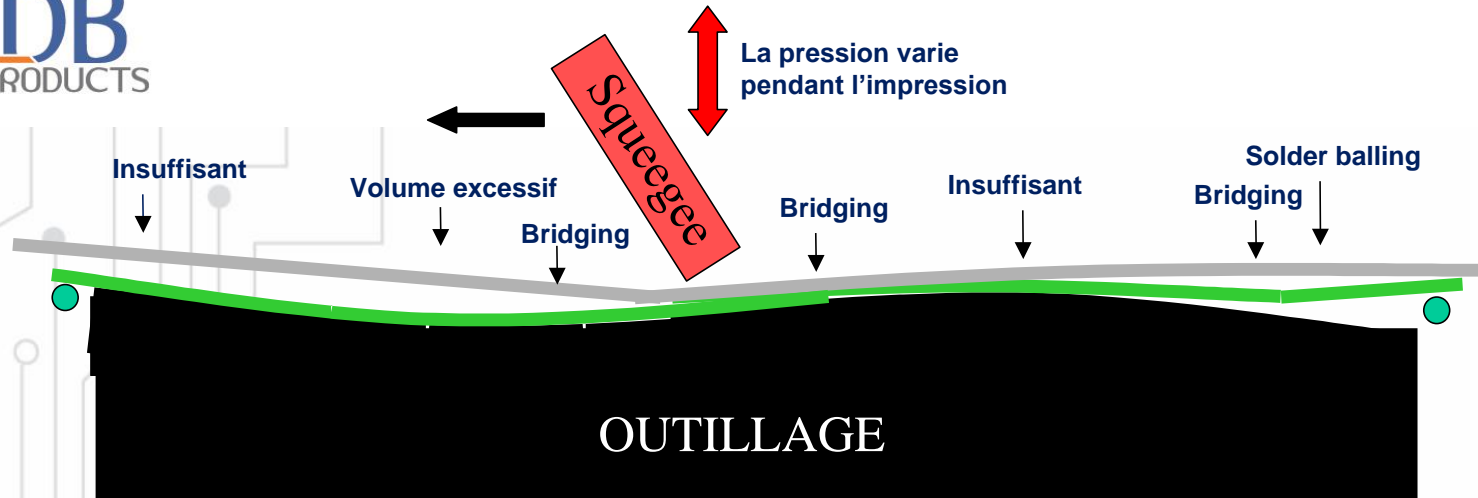 DB
RODUCTS
La pression varie
pendant l'impression
Squeegee
Insuffisant
Volume excessif
Bridging
Bridging
Insuffisant
Bridging
Solder balling
OUTILLAGE